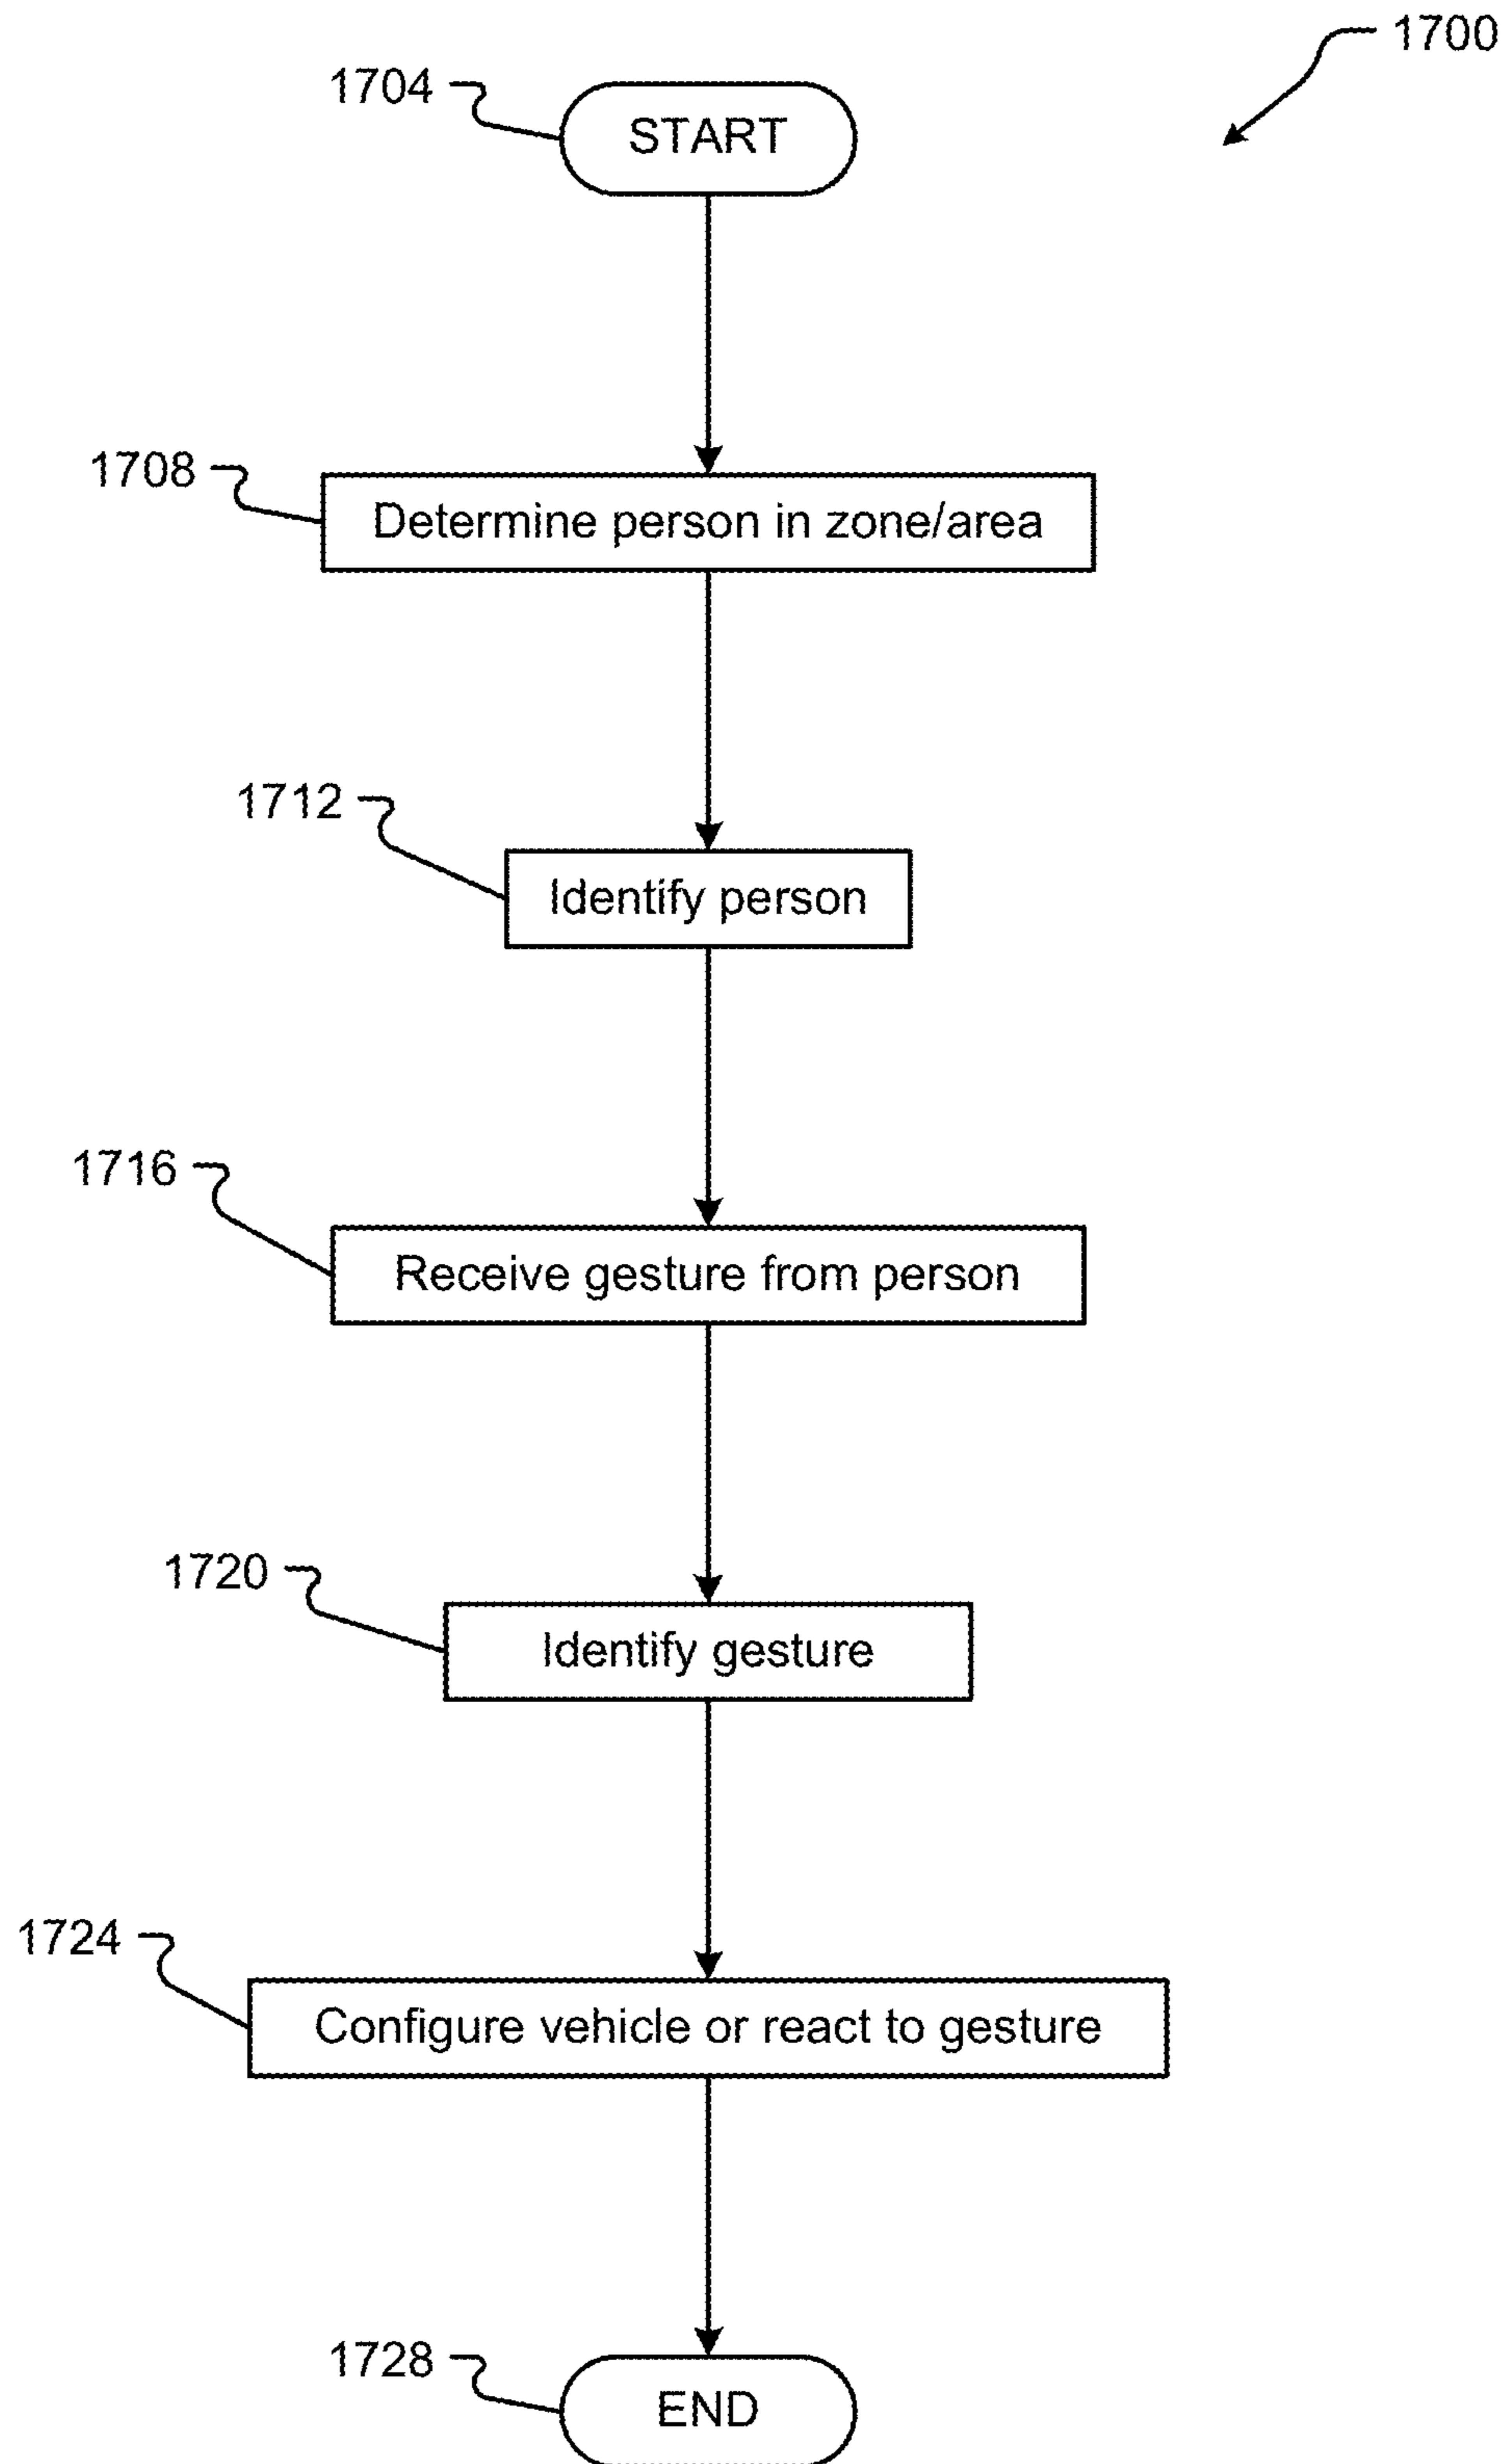 1700
1704
START
1708
Determine person in zone/area
1712
Identify person
1716
Receive gesture from person
1720
Identify gesture
1724
Configure vehicle or react to gesture
1728
END